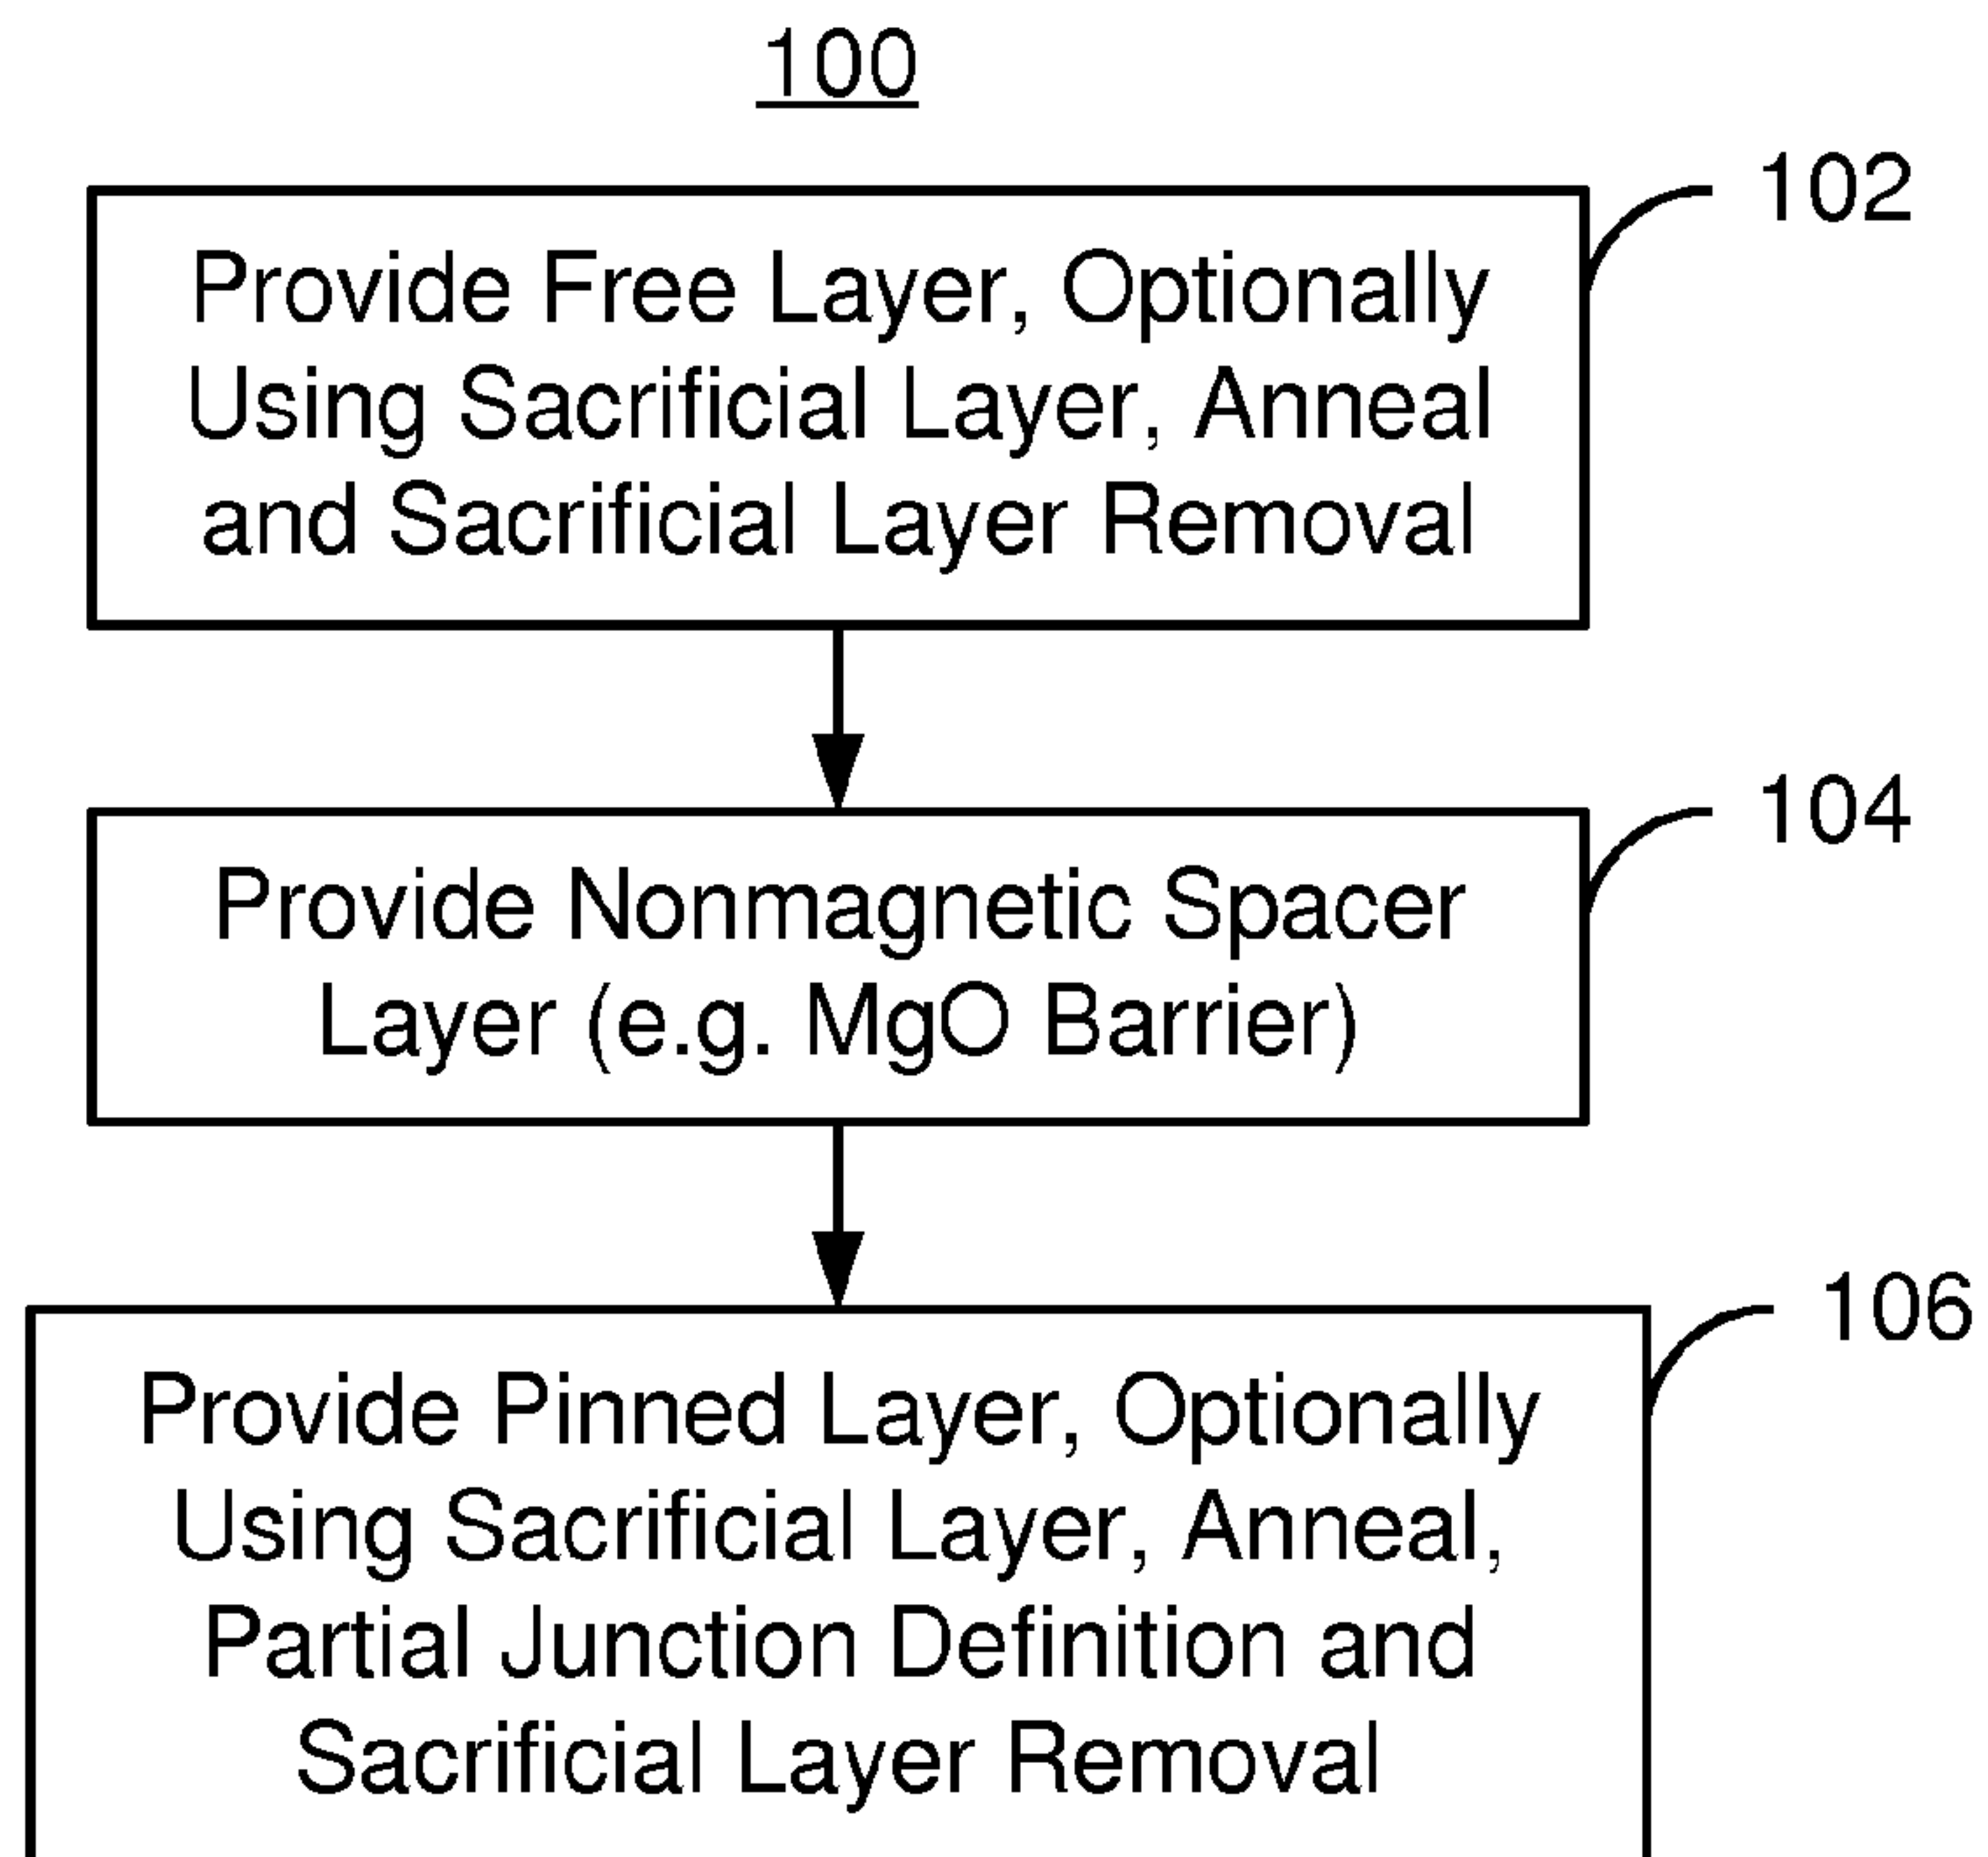 100
102
Provide Free Layer, Optionally
Using Sacrificial Layer, Anneal
and Sacrificial Layer Removal
104
Provide Nonmagnetic Spacer
Layer (e.g. MgO Barrier)
106
Provide Pinned Layer, Optionally
Using Sacrificial Layer, Anneal,
Partial Junction Definition and
Sacrificial Layer Removal